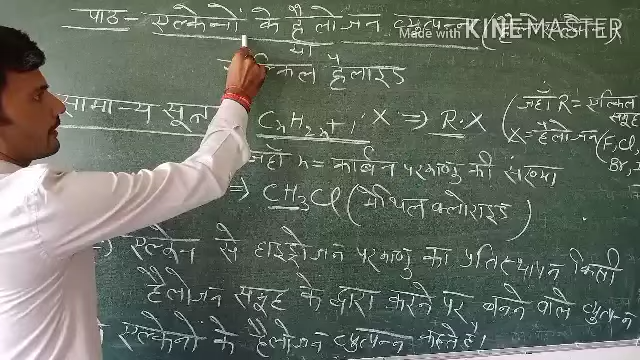 पाठ- एल्केनों के हैलोजन व्युत्पन्न (
Made with KINEMASTER
या
हैलाइड
सामान्य सूत्र CnH2n+1 X ⇒ R.X (जहाँ R = एल्किल समूह
X = हैलोजन
(F, Cl,
Br,
जहाँ n = कार्बन परमाणु की संख्या
⇒ CH3Cl (मेथिल क्लोराइड)
एल्केन से हाइड्रोजन परमाणु का प्रतिस्थापन किसी
हैलोजन समूह के द्वारा करने पर बनने वाले व्युत्पन्न
एल्केनों के हैलोजन व्युत्पन्न कहते है।